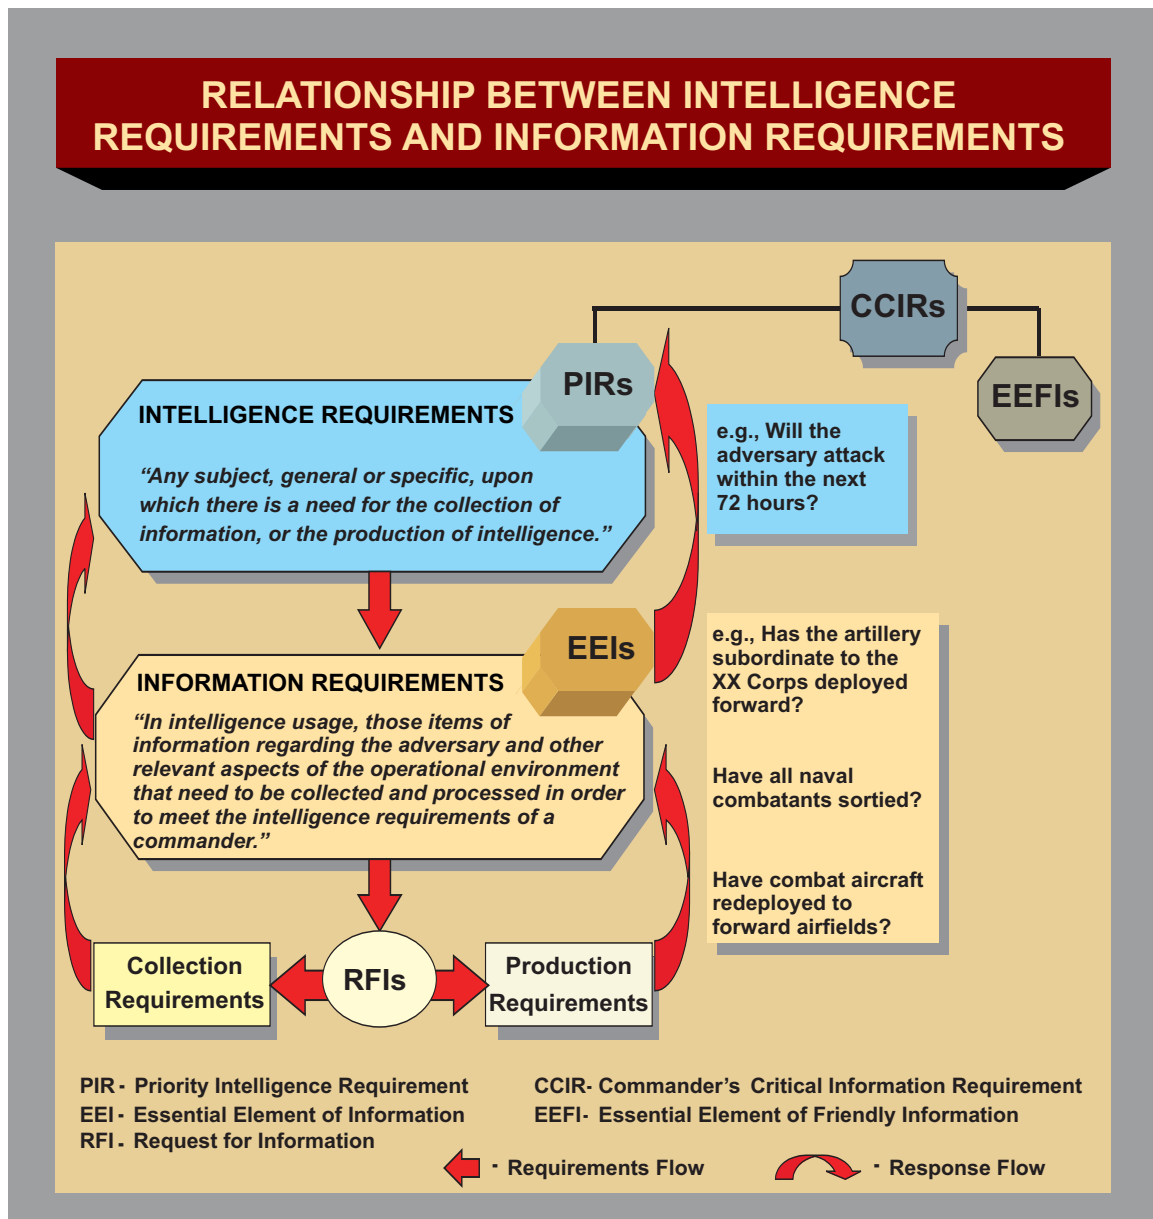 RELATIONSHIP BETWEEN INTELLIGENCE
REQUIREMENTS AND INFORMATION REQUIREMENTS
CCIRs
PIRs
EEFIs
INTELLIGENCE REQUIREMENTS
“Any subject, general or specific, upon
which there is a need for the collection of
information, or the production of intelligence.”
e.g., Will the
adversary attack
within the next
72 hours?
EEIs
INFORMATION REQUIREMENTS
“In intelligence usage, those items of
information regarding the adversary and other
relevant aspects of the operational environment
that need to be collected and processed in order
to meet the intelligence requirements of a
commander.”
e.g., Has the artillery
subordinate to the
XX Corps deployed
forward?
Have all naval
combatants sortied?
Have combat aircraft
redeployed to
forward airfields?
Collection
Requirements
RFIs
Production
Requirements
PIR - Priority Intelligence Requirement
EEI - Essential Element of Information
RFI - Request for Information
CCIR- Commander’s Critical Information Requirement
EEFI- Essential Element of Friendly Information
- Requirements Flow
- Response Flow